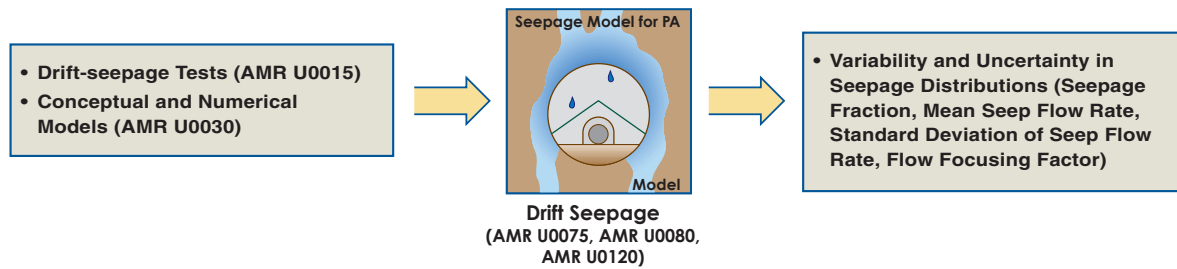 • Drift-seepage Tests (AMR U0015)
• Conceptual and Numerical
Models (AMR U0030)
Seepage Model for PA
Model
Drift Seepage
(AMR U0075, AMR U0080,
AMR U0120)
• Variability and Uncertainty in
Seepage Distributions (Seepage
Fraction, Mean Seep Flow Rate,
Standard Deviation of Seep Flow
Rate, Flow Focusing Factor)